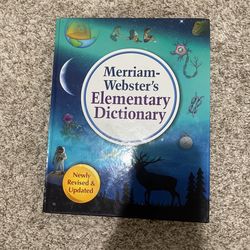 Merriam-
Webster's
Elementary
Dictionary
Newly
Revised &
Updated